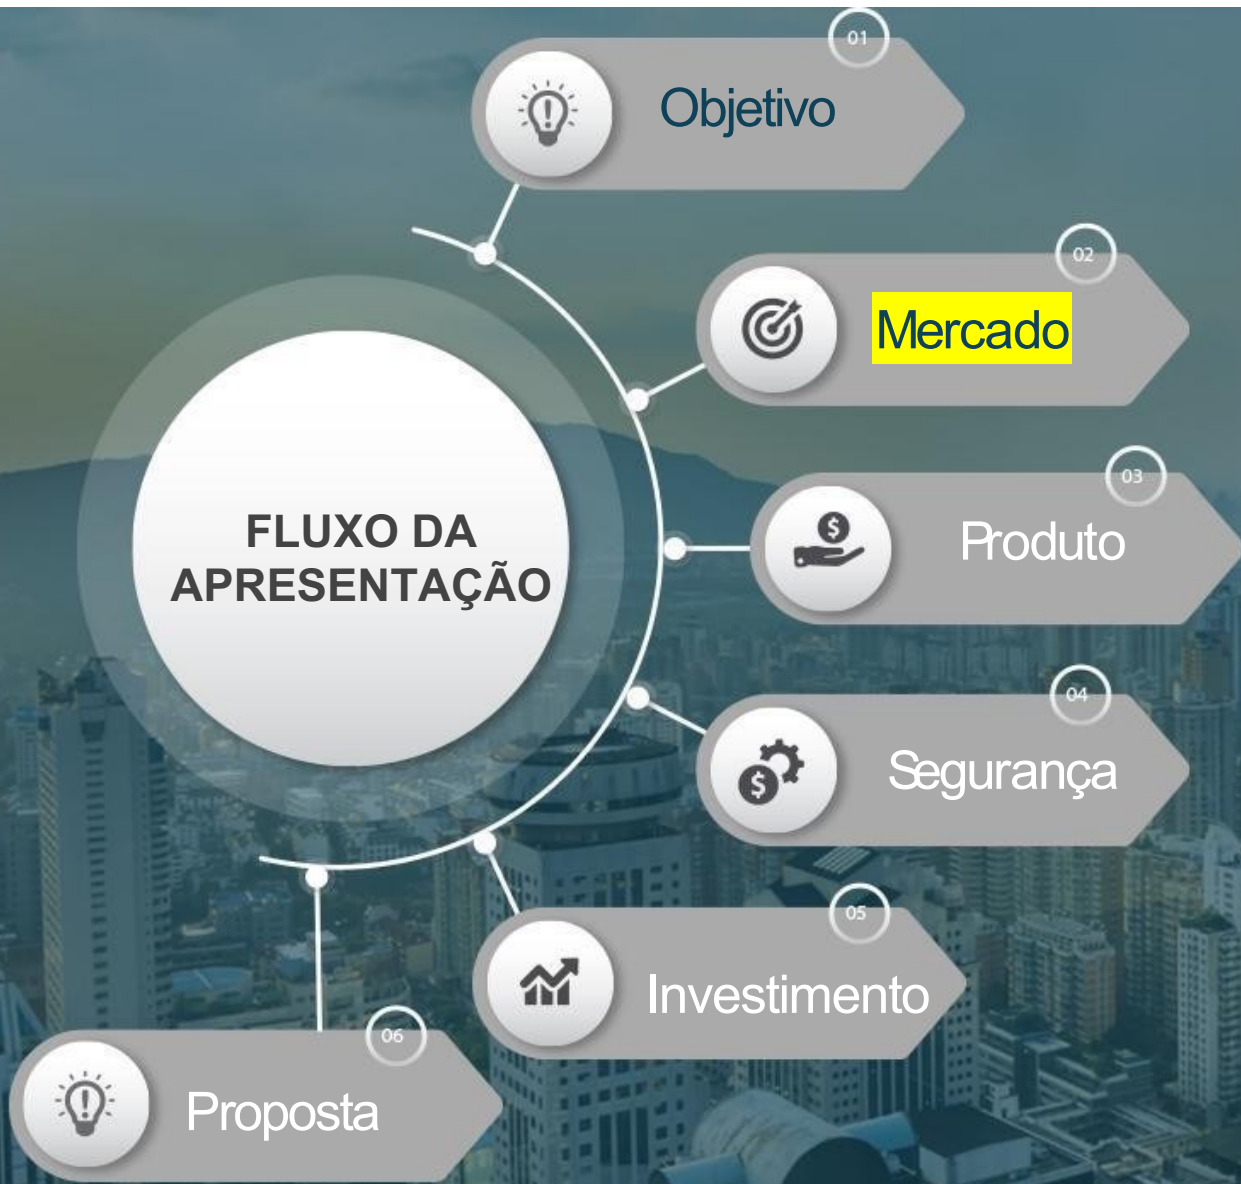 01
Objetivo
02
Mercado
03
Produto
FLUXO DA
APRESENTAÇÃO
04
Segurança
05
Investimento
06
Proposta